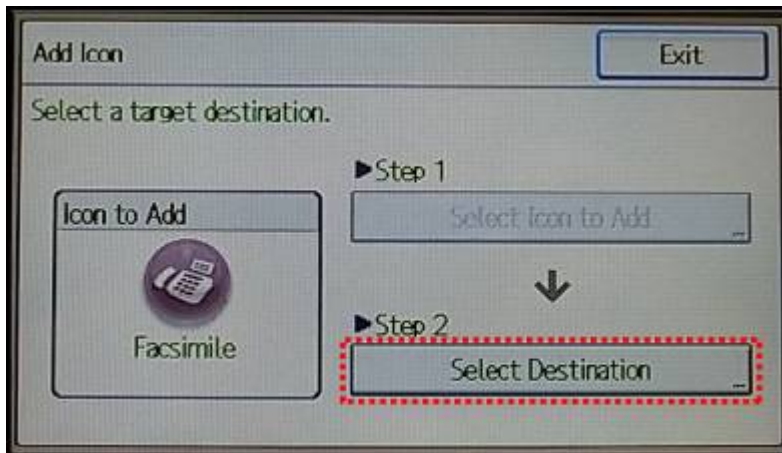 Add Icon
Exit
Select a target destination.
▶Step 1
Icon to Add
Select Icon to Add
Facsimile
▶Step 2
Select Destination